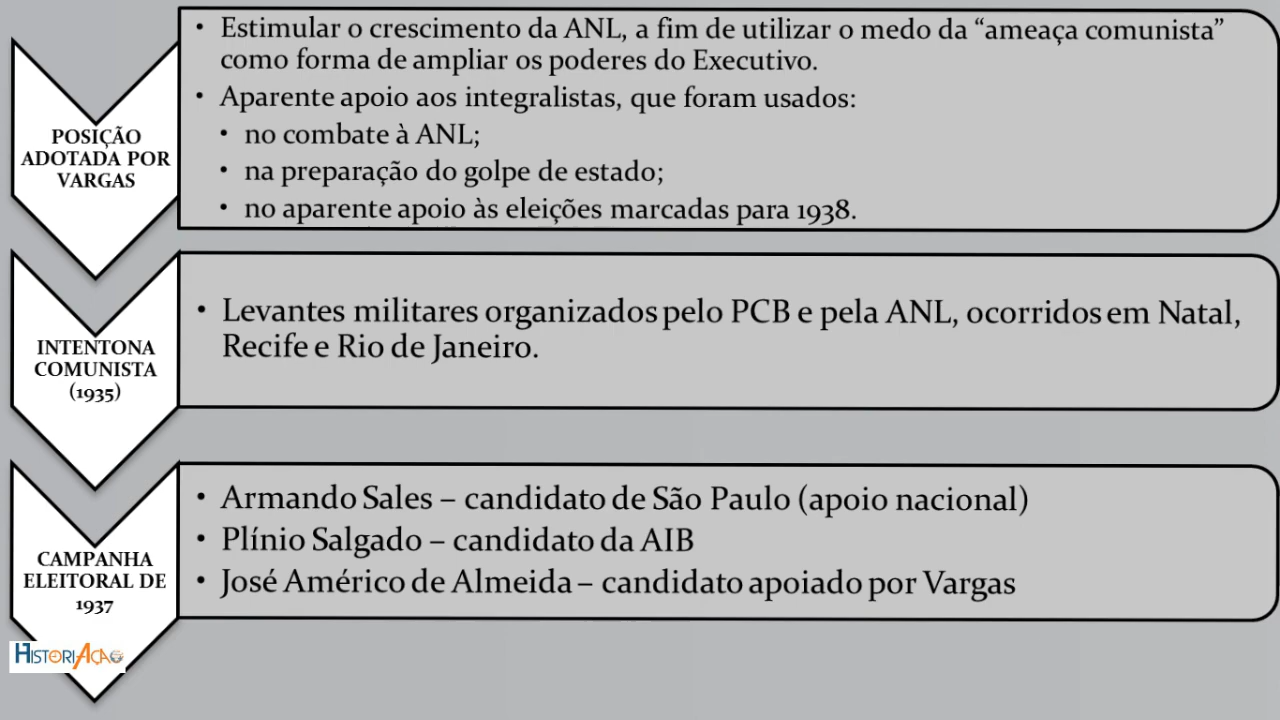 POSIÇÃO
ADOTADA POR
VARGAS
• Estimular o crescimento da ANL, a fim de utilizar o medo da “ameaça comunista”
como forma de ampliar os poderes do Executivo.
• Aparente apoio aos integralistas, que foram usados:
• no combate à ANL;
• na preparação do golpe de estado;
• no aparente apoio às eleições marcadas para 1938.
INTENTONA
COMUNISTA
(1935)
• Levantes militares organizados pelo PCB e pela ANL, ocorridos em Natal,
Recife e Rio de Janeiro.
CAMPANHA
ELEITORAL DE
1937
• Armando Sales – candidato de São Paulo (apoio nacional)
• Plínio Salgado – candidato da AIB
• José Américo de Almeida – candidato apoiado por Vargas
HISTORIAÇÃO